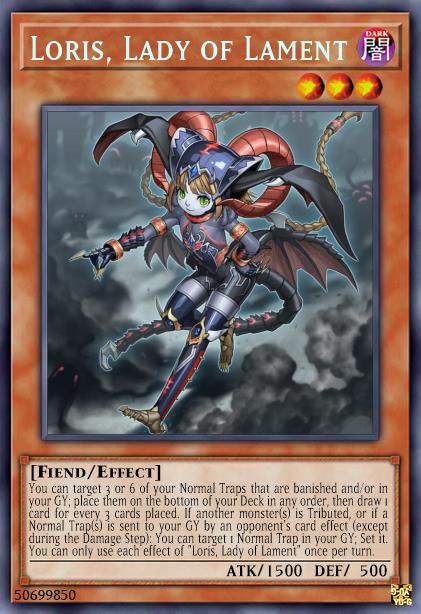 Loris, Lady of Lament
DARK
闇
[Fiend/Effect]
You can target 3 or 6 of your Normal Traps that are banished and/or in
your GY; place them on the bottom of your Deck in any order, then draw 1
card for every 3 cards placed. If another monster(s) is Tributed, or if a
Normal Trap(s) is sent to your GY by an opponent's card effect (except
during the Damage Step): You can target 1 Normal Trap in your GY; Set it.
You can only use each effect of "Loris, Lady of Lament" once per turn.
ATK/1500 DEF/ 500
50699850